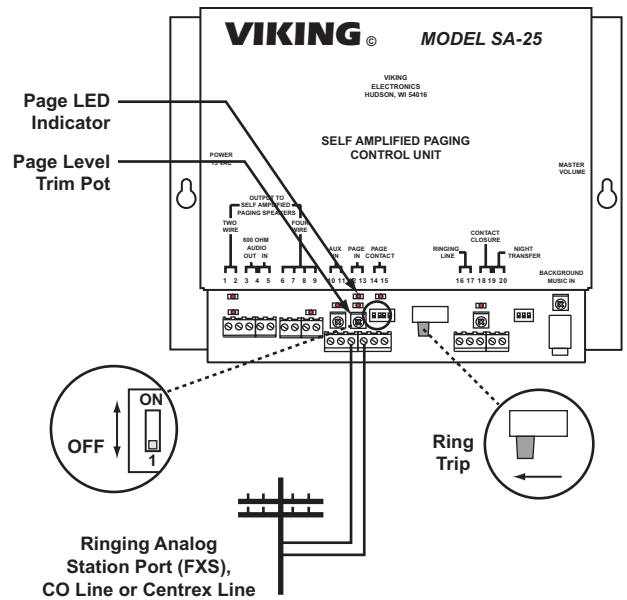 VIKING © MODEL SA-25
VIKING
ELECTRONICS
HUDSON, WI 54016
Page LED
Indicator
Page Level
Trim Pot
SELF AMPLIFIED PAGING
CONTROL UNIT
POWER
VAC
MASTER
VOLUME
OUTPUT TO
SELF AMPLIFIED
PAGING SPEAKERS
TWO
WIRE
FOUR
WIRE
600 OHM
AUDIO
OUT IN
AUX
IN
PAGE
IN
PAGE
CONTACT
RINGING
LINE
CONTACT
CLOSURE
NIGHT
TRANSFER
1 2 3 4 5 6 7 8 9 10 11 12 13 14 15 16 17 18 19 20
BACKGROUND
MUSIC IN
ON
OFF
1
Ring
Trip
Ringing Analog
Station Port (FXS),
CO Line or Centrex Line